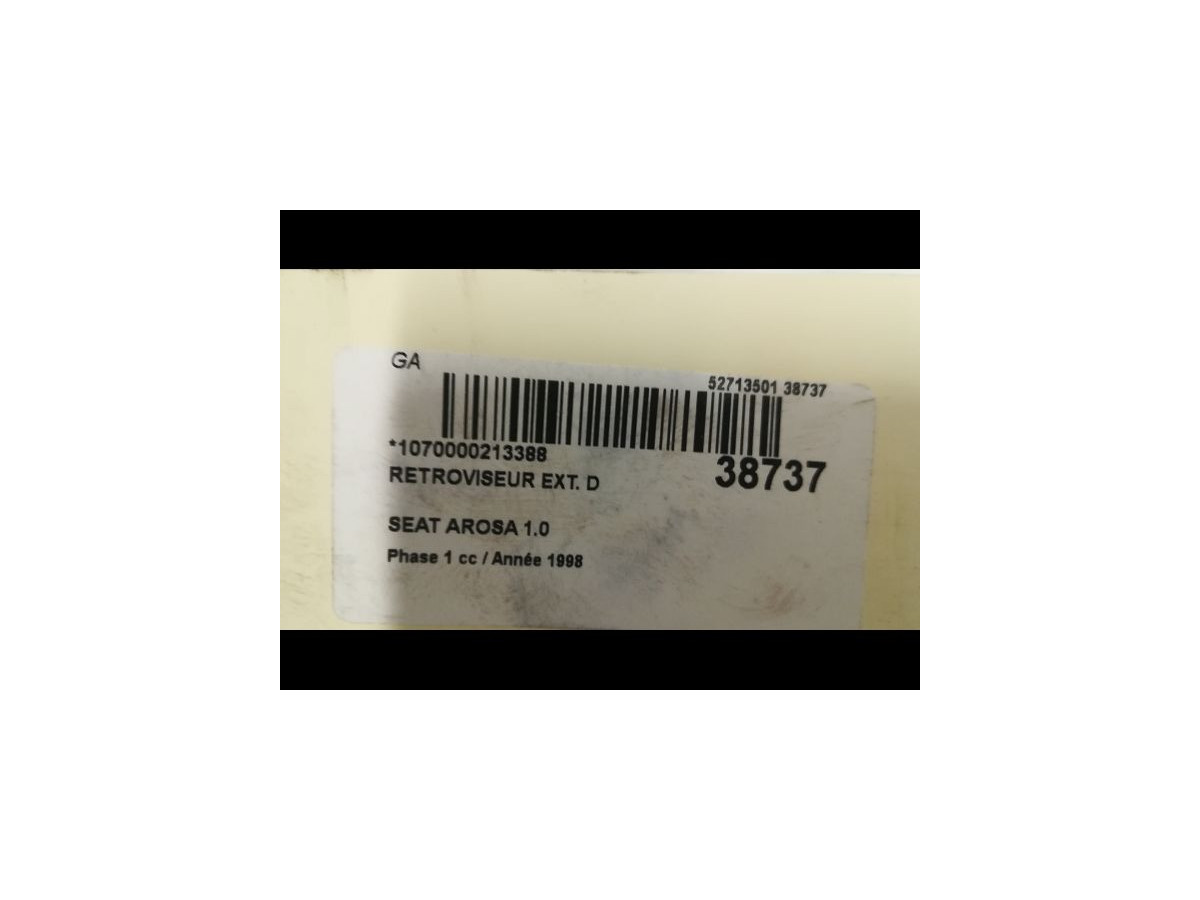 GA
52713501 38737
*1070000213388
38737
RETROVISEUR EXT. D
SEAT AROSA 1.0
Phase 1 cc / Année 1998